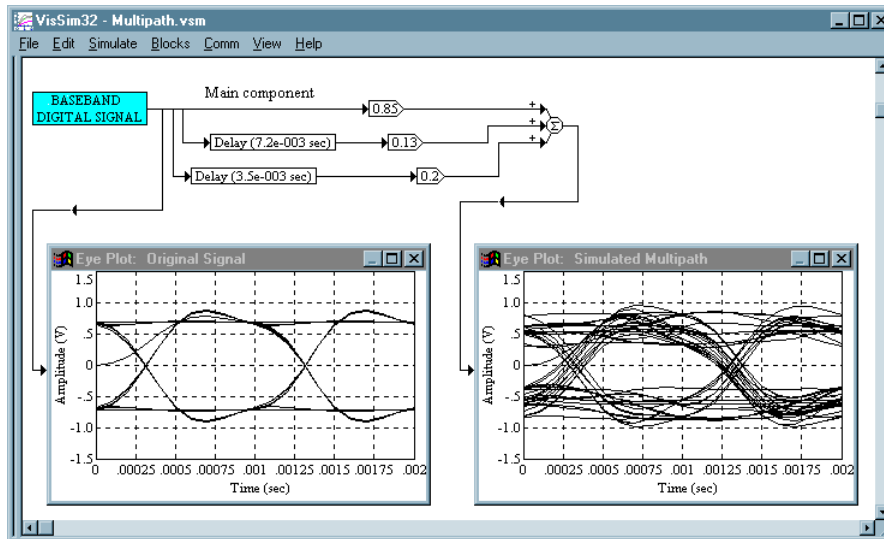 VisSim32 - Multipath.vsm
File Edit Simulate Blocks Comm View Help
BASEBAND
DIGITAL SIGNAL
Main component
0.85
Delay (7.2e-003 sec)
0.13
Delay (3.5e-003 sec)
0.2
+
+
+
Σ
Eye Plot: Original Signal
1.5
1.0
.5
0
-.5
-1.0
-1.5
Amplitude (V)
0 .00025 .0005 .00075 .001 .00125 .0015 .00175 .002
Time (sec)
Eye Plot: Simulated Multipath
1.5
1.0
.5
0
-.5
-1.0
-1.5
Amplitude (V)
0 .00025 .0005 .00075 .001 .00125 .0015 .00175 .002
Time (sec)